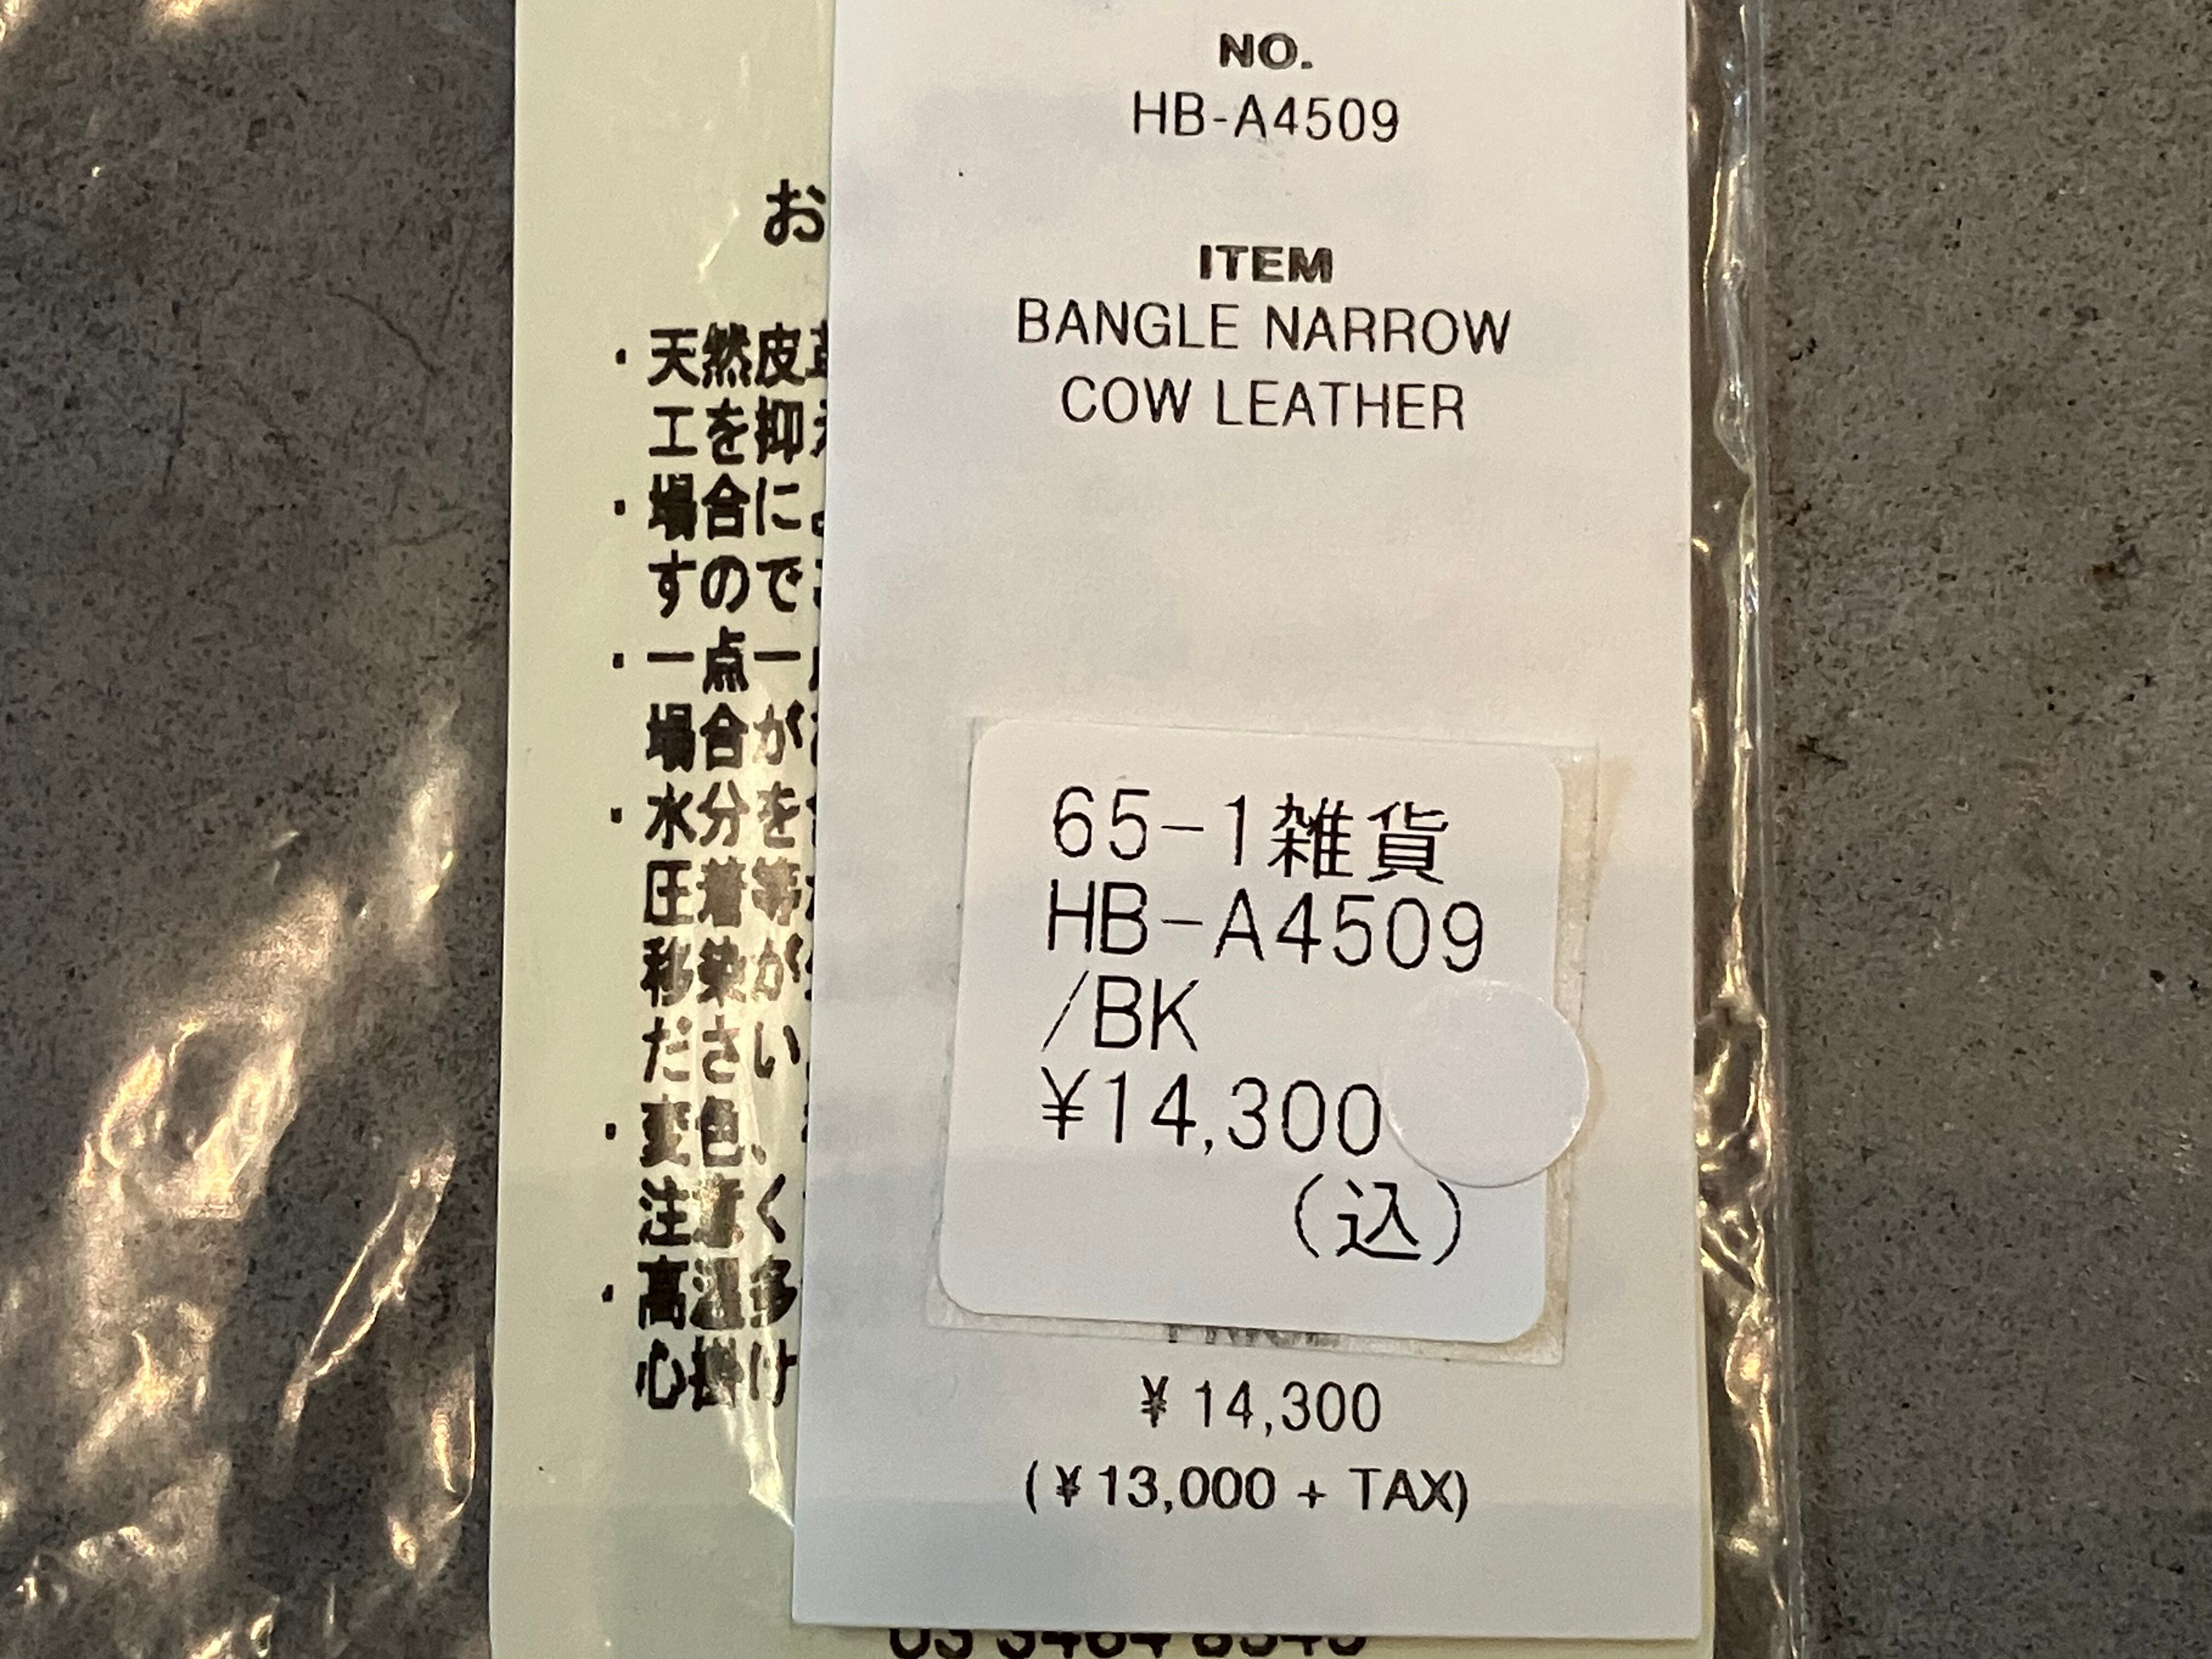 NO.
HB-A4509
ITEM
BANGLE NARROW
COW LEATHER
65-1雑貨
HB-A4509
/BK
¥14,300
(込)
¥ 14,300
(¥13,000 + TAX)
お
・天然皮
工を抑
・場合に
すので
・一点一
場合が
・水分を
圧着等
移染が
ださい
・変色、
注意く
・高温多
心掛け